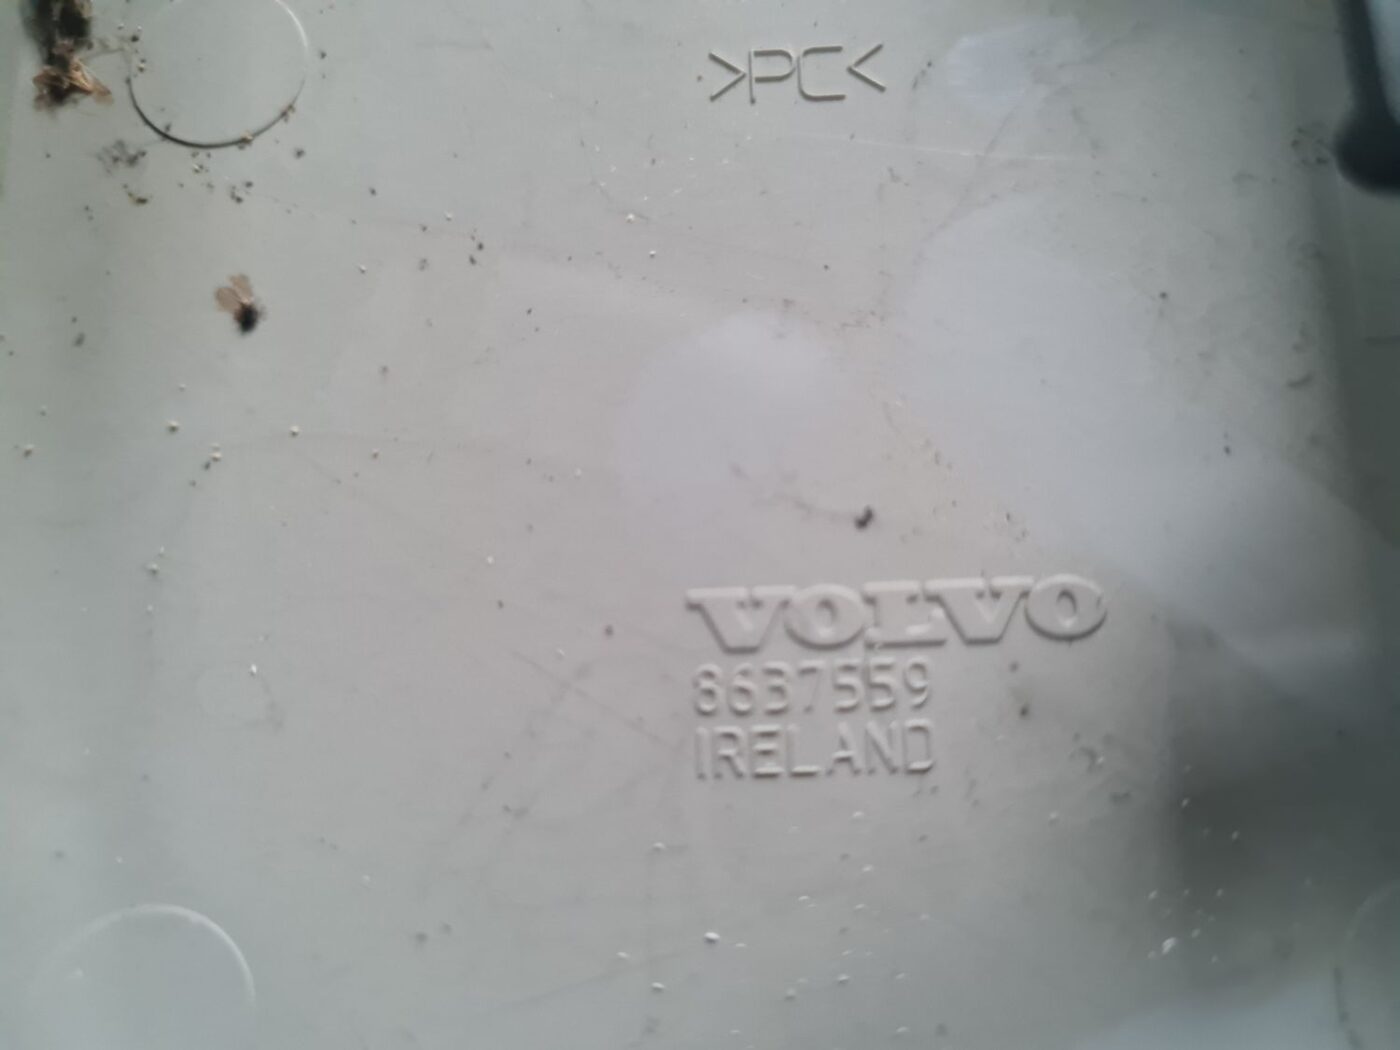 >PC<
VOLVO
8637559
IRELAND